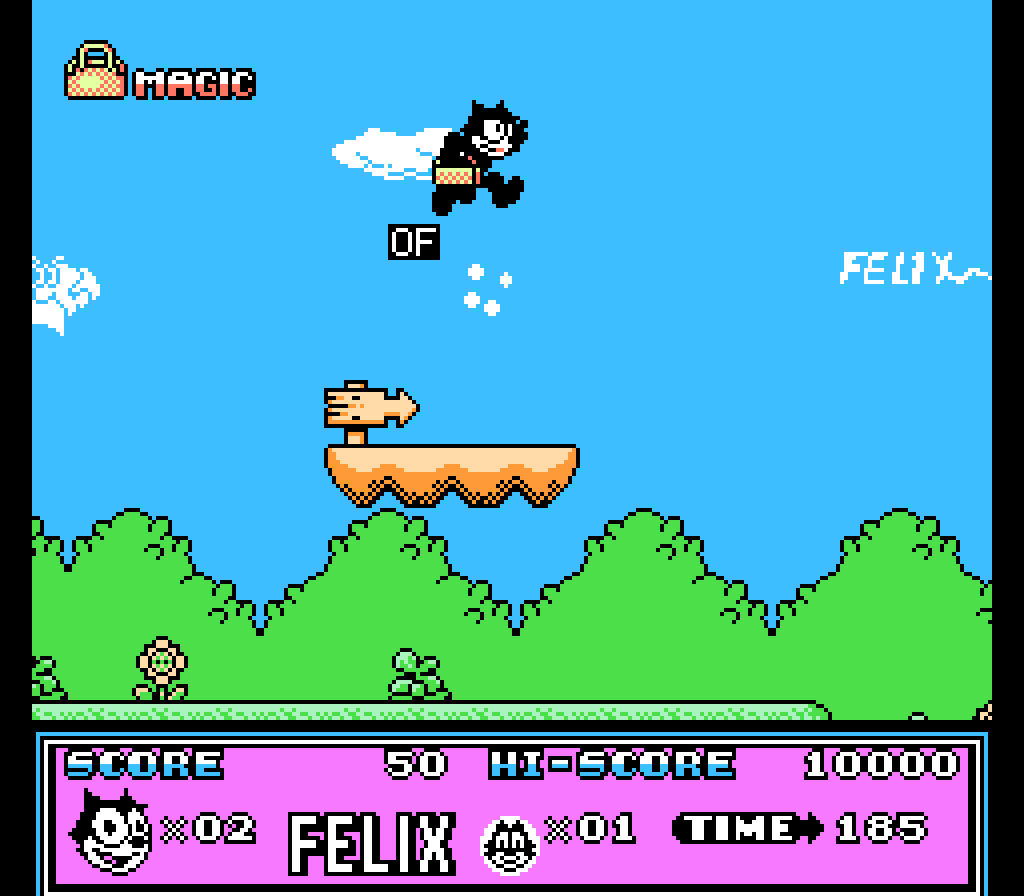 MAGIC
OF
FELIX
SCORE 50 HI-SCORE 10000
×02 FELIX ×01 TIME 185